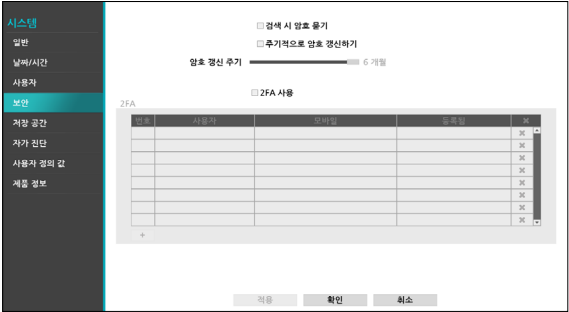 시스템
일반
날짜/시간
사용자
보안
저장 공간
자가 진단
사용자 정의 값
제품 정보
검색 시 암호 묻기
주기적으로 암호 갱신하기
암호 갱신 주기 6 개월
2FA 사용
2FA
번호 사용자 모바일 등록일
+
적용 확인 취소